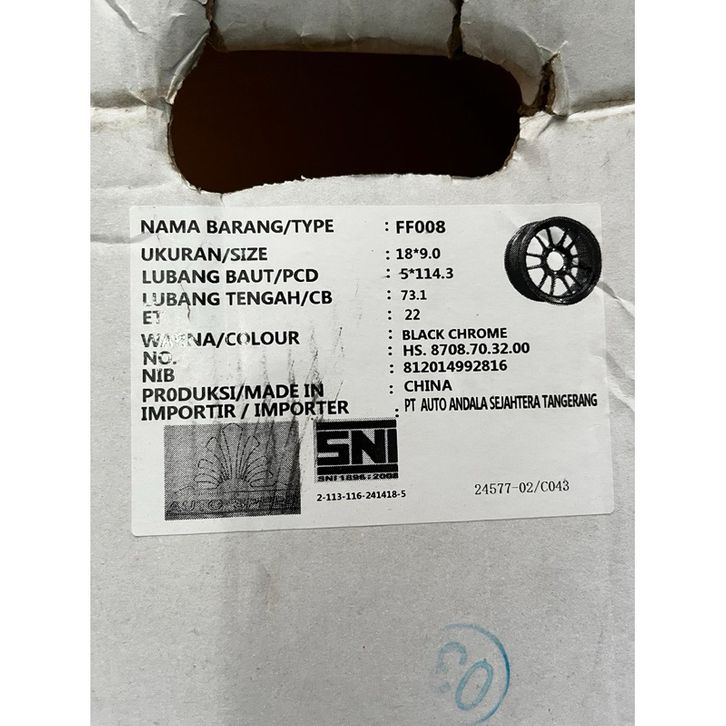 NAMA BARANG/TYPE : FF008
UKURAN/SIZE : 18*9.0
LUBANG BAUT/PCD : 5*114.3
LUBANG TENGAH/CB : 73.1
ET : 22
WARNA/COLOUR : BLACK CHROME
NO. : HS. 8708.70.32.00
NIB : 812014992816
PR0DUKSI/MADE IN : CHINA
IMPORTIR / IMPORTER : PT AUTO ANDALA SEJAHTERA TANGERANG
SNI
SNI 1896:2008
2-113-116-241418-5
24577-02/C043